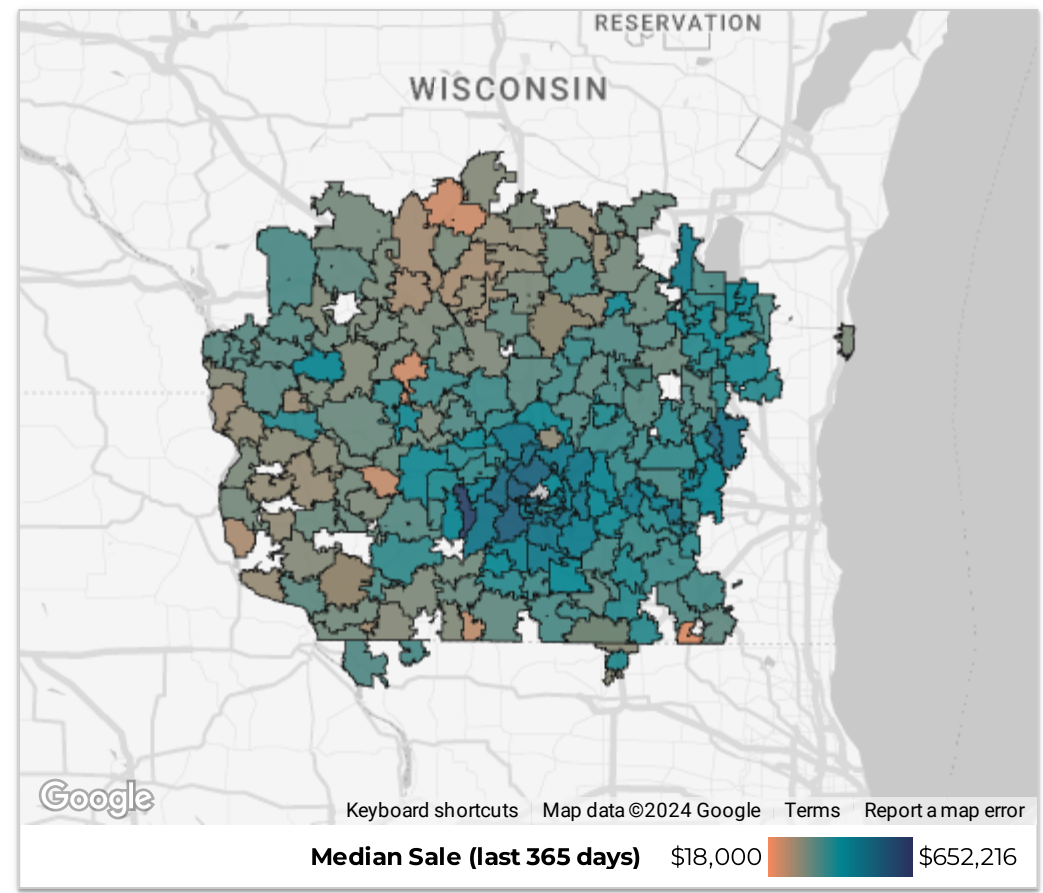 RESERVATION
WISCONSIN
Google
Keyboard shortcuts Map data ©2024 Google Terms Report a map error
Median Sale (last 365 days) $18,000 $652,216